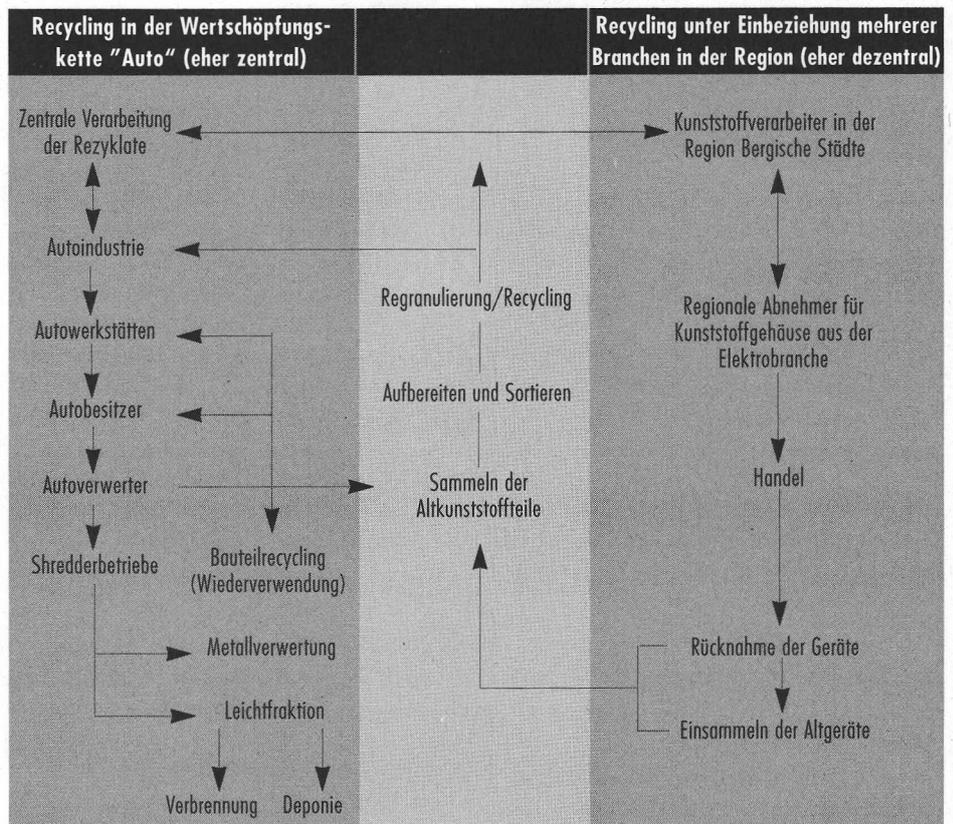 Recycling in der Wertschöpfungs-
kette "Auto“ (eher zentral)
Recycling unter Einbeziehung mehrerer
Branchen in der Region (eher dezentral)
Zentrale Verarbeitung
der Rezyklate
Autoindustrie
Autowerkstätten
Autobesitzer
Autoverwerter
Shredderbetriebe
Bauteilrecycling
(Wiederverwendung)
Metallverwertung
Leichtfraktion
Verbrennung
Deponie
Regranulierung/Recycling
Aufbereiten und Sortieren
Sammeln der
Altkunststoffteile
Kunststoffverarbeiter in der
Region Bergische Städte
Regionale Abnehmer für
Kunststoffgehäuse aus der
Elektrobranche
Handel
Rücknahme der Geräte
Einsammeln der Altgeräte